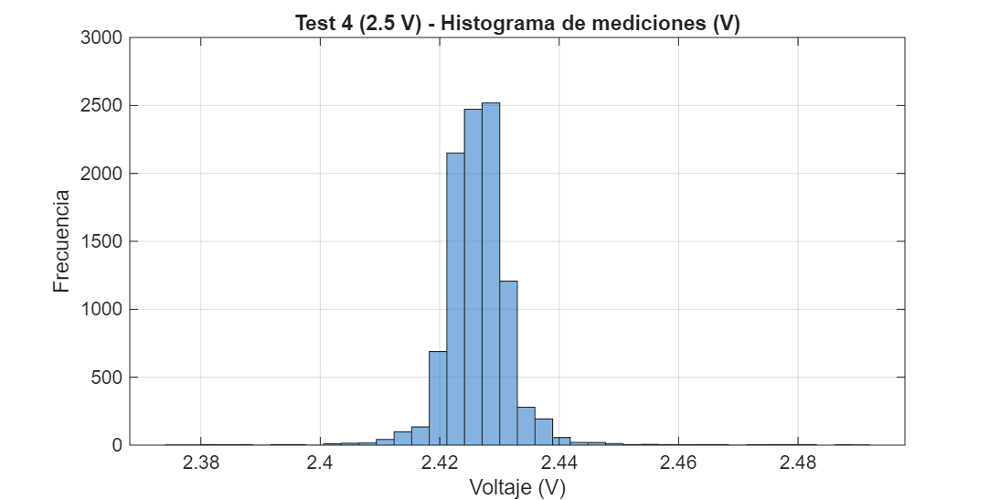 Test 4 (2.5 V) - Histograma de mediciones (V)
3000
2500
2000
1500
1000
500
0
Frecuencia
2.38 2.4 2.42 2.44 2.46 2.48
Voltaje (V)